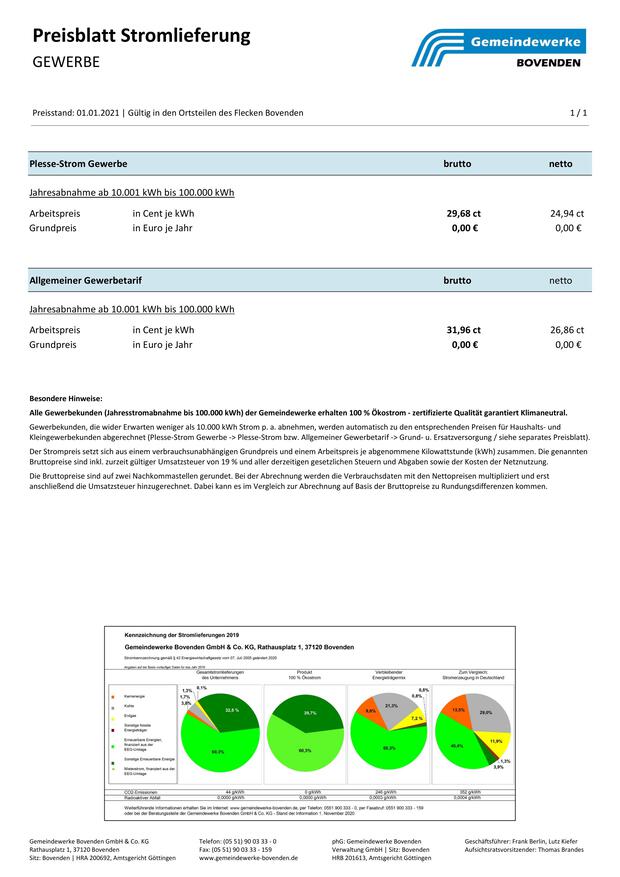 Preisblatt Stromlieferung
GEWERBE
Gemeindewerke
BOVENDEN
Preisstand: 01.01.2021 | Gültig in den Ortsteilen des Flecken Bovenden 1 / 1
Plesse-Strom Gewerbe brutto netto
Jahresabnahme ab 10.001 kWh bis 100.000 kWh
Arbeitspreis in Cent je kWh 29,68 ct 24,94 ct
Grundpreis in Euro je Jahr 0,00 € 0,00 €
Allgemeiner Gewerbetarif brutto netto
Jahresabnahme ab 10.001 kWh bis 100.000 kWh
Arbeitspreis in Cent je kWh 31,96 ct 26,86 ct
Grundpreis in Euro je Jahr 0,00 € 0,00 €
Besondere Hinweise:
Alle Gewerbekunden (Jahresstromabnahme bis 100.000 kWh) der Gemeindewerke erhalten 100 % Ökostrom - zertifizierte Qualität garantiert Klimaneutral.
Gewerbekunden, die wider Erwarten weniger als 10.000 kWh Strom p. a. abnehmen, werden automatisch zu den entsprechenden Preisen für Haushalts- und
Kleingewerbekunden abgerechnet (Plesse-Strom Gewerbe -> Plesse-Strom bzw. Allgemeiner Gewerbetarif -> Grund- u. Ersatzversorgung / siehe separates Preisblatt).
Der Strompreis setzt sich aus einem verbrauchsunabhängigen Grundpreis und einem Arbeitspreis je abgenommene Kilowattstunde (kWh) zusammen. Die genannten
Bruttopreise sind inkl. zurzeit gültiger Umsatzsteuer von 19 % und aller derzeitigen gesetzlichen Steuern und Abgaben sowie der Kosten der Netznutzung.
Die Bruttopreise sind auf zwei Nachkommastellen gerundet. Bei der Abrechnung werden die Verbrauchsdaten mit den Nettopreisen multipliziert und erst
anschließend die Umsatzsteuer hinzugerechnet. Dabei kann es im Vergleich zur Abrechnung auf Basis der Bruttopreise zu Rundungsdifferenzen kommen.
Kennzeichnung der Stromlieferungen 2019
Gemeindewerke Bovenden GmbH & Co. KG, Rathausplatz 1, 37120 Bovenden
Stromkennzeichnung gemäß § 42 Energiewirtschaftsgesetz vom 07. Juli 2005 geändert 2020
Angaben auf der Basis vorläufiger Daten für das Jahr 2019
Gesamtstromlieferungen des Unternehmens
Produkt 100 % Ökostrom
Verbleibender Energieträgermix
Zum Vergleich: Stromerzeugung in Deutschland
Kernenergie
Kohle
Erdgas
Sonstige fossile
Energieträger
Erneuerbare Energien,
finanziert aus der
EEG-Umlage
Sonstige Erneuerbare Energie
Mieterstrom, finanziert aus der
EEG-Umlage
1,3%
0,1%
1,7%
3,8%
32,8 %
39,7%
21,3%
0,8%
7,2 %
13,5%
29,0%
11,9%
1,3%
3,9%
CO2-Emissionen 44 g/kWh 0 g/kWh 246 g/kWh 352 g/kWh
Radioaktiver Abfall 0,0000 g/kWh 0,0000 g/kWh 0,0003 g/kWh 0,0004 g/kWh
Weiterführende Informationen erhalten Sie im Internet: www.gemeindewerke-bovenden.de, per Telefon: 0551 900 333 - 0, per Faxabruf: 0551 900 333 - 159
oder bei der Beratungsstelle der Gemeindewerke Bovenden GmbH & Co. KG - Stand der Information 1. November 2020
Gemeindewerke Bovenden GmbH & Co. KG
Rathausplatz 1, 37120 Bovenden
Sitz: Bovenden | HRA 200692, Amtsgericht Göttingen
Telefon: (05 51) 90 03 33 - 0
Fax: (05 51) 90 03 33 - 159
www.gemeindewerke-bovenden.de
phG: Gemeindewerke Bovenden
Verwaltung GmbH | Sitz: Bovenden
HRB 201613, Amtsgericht Göttingen
Geschäftsführer: Frank Berlin, Lutz Kiefer
Aufsichtsratsvorsitzender: Thomas Brandes